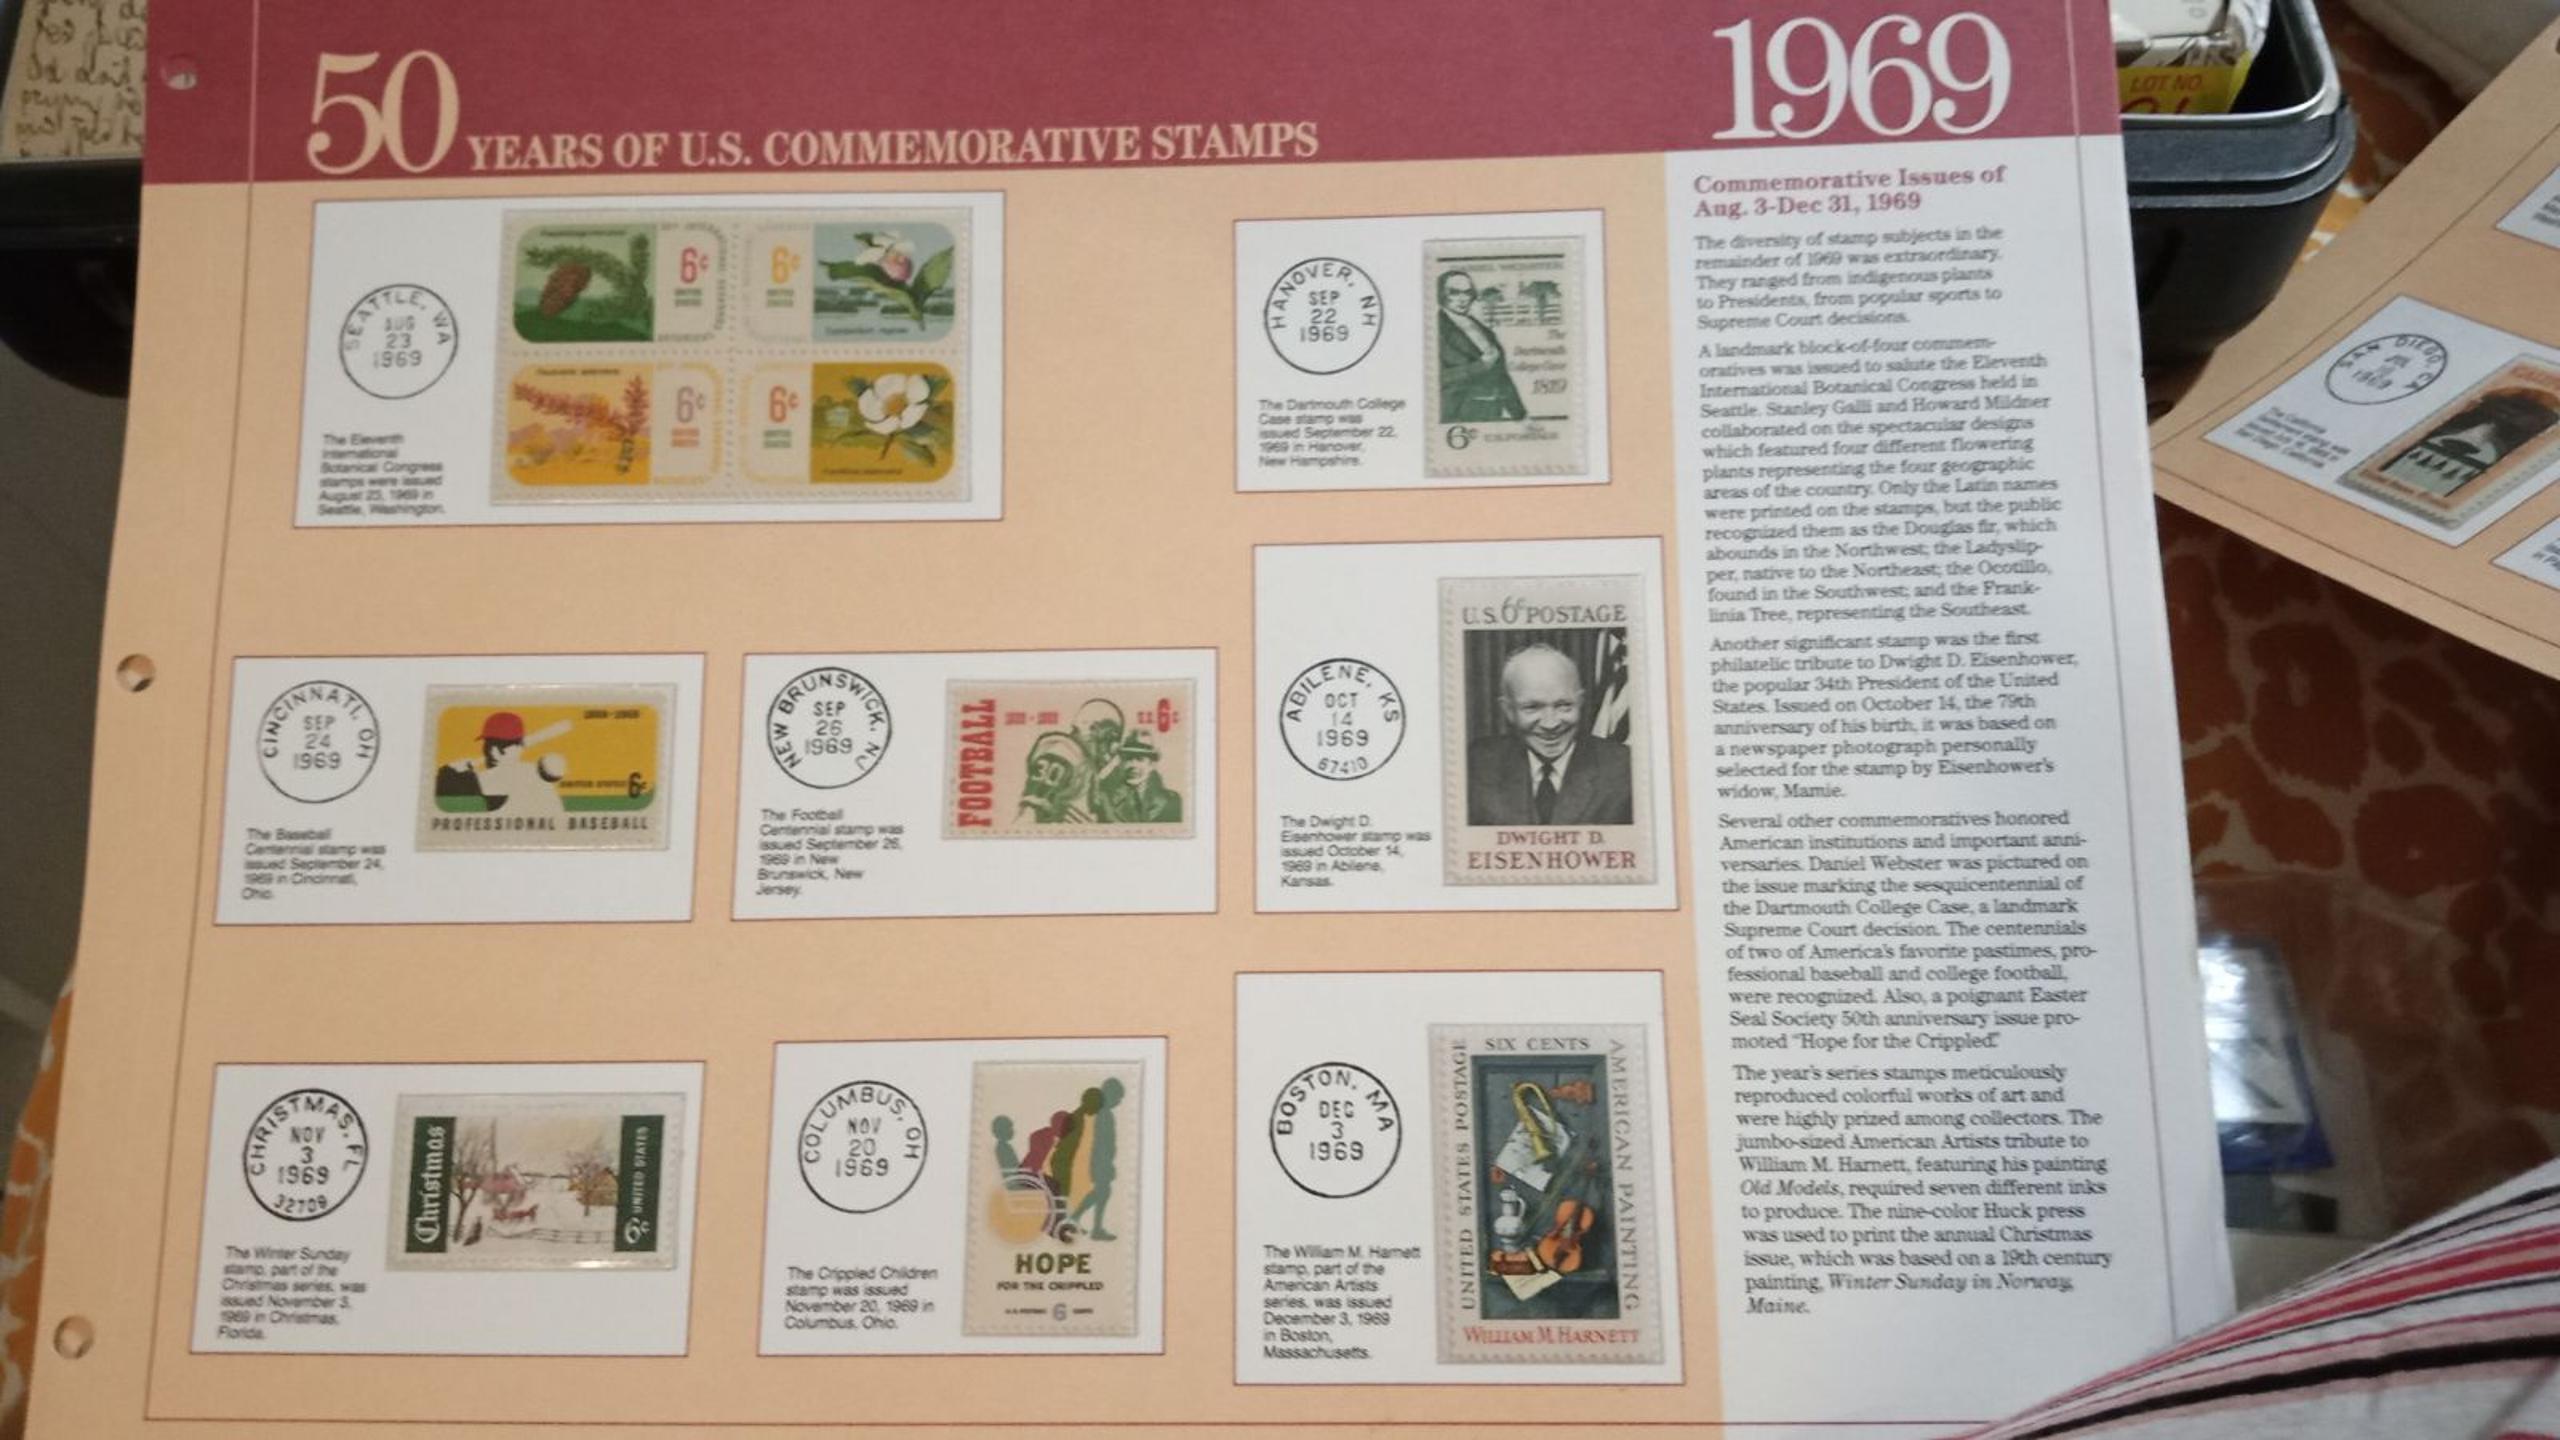 50 YEARS OF U.S. COMMEMORATIVE STAMPS
1969
SEATTLE, WA
AUG
23
1969
The Eleventh
International
Botanical Congress
stamps were issued
August 23, 1969 in
Seattle, Washington.
6¢
6¢
6¢
6¢
HANOVER, NH
SEP
22
1969
The Dartmouth College
Case stamp was
issued September 22,
1969 in Hanover,
New Hampshire.
DANIEL WEBSTER
The
Dartmouth
College Case
1819
6¢
U.S. POSTAGE
CINCINNATI, OH
SEP
24
1969
The Baseball
Centennial stamp was
issued September 24,
1969 in Cincinnati,
Ohio.
1869-1969
UNITED STATES 6¢
PROFESSIONAL BASEBALL
NEW BRUNSWICK, NJ
SEP
26
1969
The Football
Centennial stamp was
issued September 26,
1969 in New
Brunswick, New
Jersey.
FOOTBALL
U.S. 6¢
30
ABILENE, KS
OCT
14
1969
67410
The Dwight D.
Eisenhower stamp was
issued October 14,
1969 in Abilene,
Kansas.
U.S. 6¢ POSTAGE
DWIGHT D.
EISENHOWER
CHRISTMAS, FL
NOV
3
1969
32709
The Winter Sunday
stamp, part of the
Christmas series, was
issued November 3,
1969 in Christmas,
Florida.
Christmas
6¢ UNITED STATES
COLUMBUS, OH
NOV
20
1969
The Crippled Children
stamp was issued
November 20, 1969 in
Columbus, Ohio.
HOPE
FOR THE CRIPPLED
U.S. POSTAGE 6 CENTS
BOSTON, MA
DEC
3
1969
The William M. Harnett
stamp, part of the
American Artists
series, was issued
December 3, 1969
in Boston,
Massachusetts.
SIX CENTS
UNITED STATES POSTAGE
AMERICAN PAINTING
WILLIAM M. HARNETT
Commemorative Issues of
Aug. 3-Dec 31, 1969
The diversity of stamp subjects in the
remainder of 1969 was extraordinary.
They ranged from indigenous plants
to Presidents, from popular sports to
Supreme Court decisions.
A landmark block-of-four commem-
oratives was issued to salute the Eleventh
International Botanical Congress held in
Seattle. Stanley Galli and Howard Mildner
collaborated on the spectacular designs
which featured four different flowering
plants representing the four geographic
areas of the country. Only the Latin names
were printed on the stamps, but the public
recognized them as the Douglas fir, which
abounds in the Northwest; the Ladyslip-
per, native to the Northeast; the Ocotillo,
found in the Southwest; and the Frank-
linia Tree, representing the Southeast.
Another significant stamp was the first
philatelic tribute to Dwight D. Eisenhower,
the popular 34th President of the United
States. Issued on October 14, the 79th
anniversary of his birth, it was based on
a newspaper photograph personally
selected for the stamp by Eisenhower's
widow, Mamie.
Several other commemoratives honored
American institutions and important anni-
versaries. Daniel Webster was pictured on
the issue marking the sesquicentennial of
the Dartmouth College Case, a landmark
Supreme Court decision. The centennials
of two of America's favorite pastimes, pro-
fessional baseball and college football,
were recognized. Also, a poignant Easter
Seal Society 50th anniversary issue pro-
moted "Hope for the Crippled."
The year's series stamps meticulously
reproduced colorful works of art and
were highly prized among collectors. The
jumbo-sized American Artists tribute to
William M. Harnett, featuring his painting
Old Models, required seven different inks
to produce. The nine-color Huck press
was used to print the annual Christmas
issue, which was based on a 19th century
painting, Winter Sunday in Norway,
Maine.
LOT NO.
SAN DIEGO CA
1969